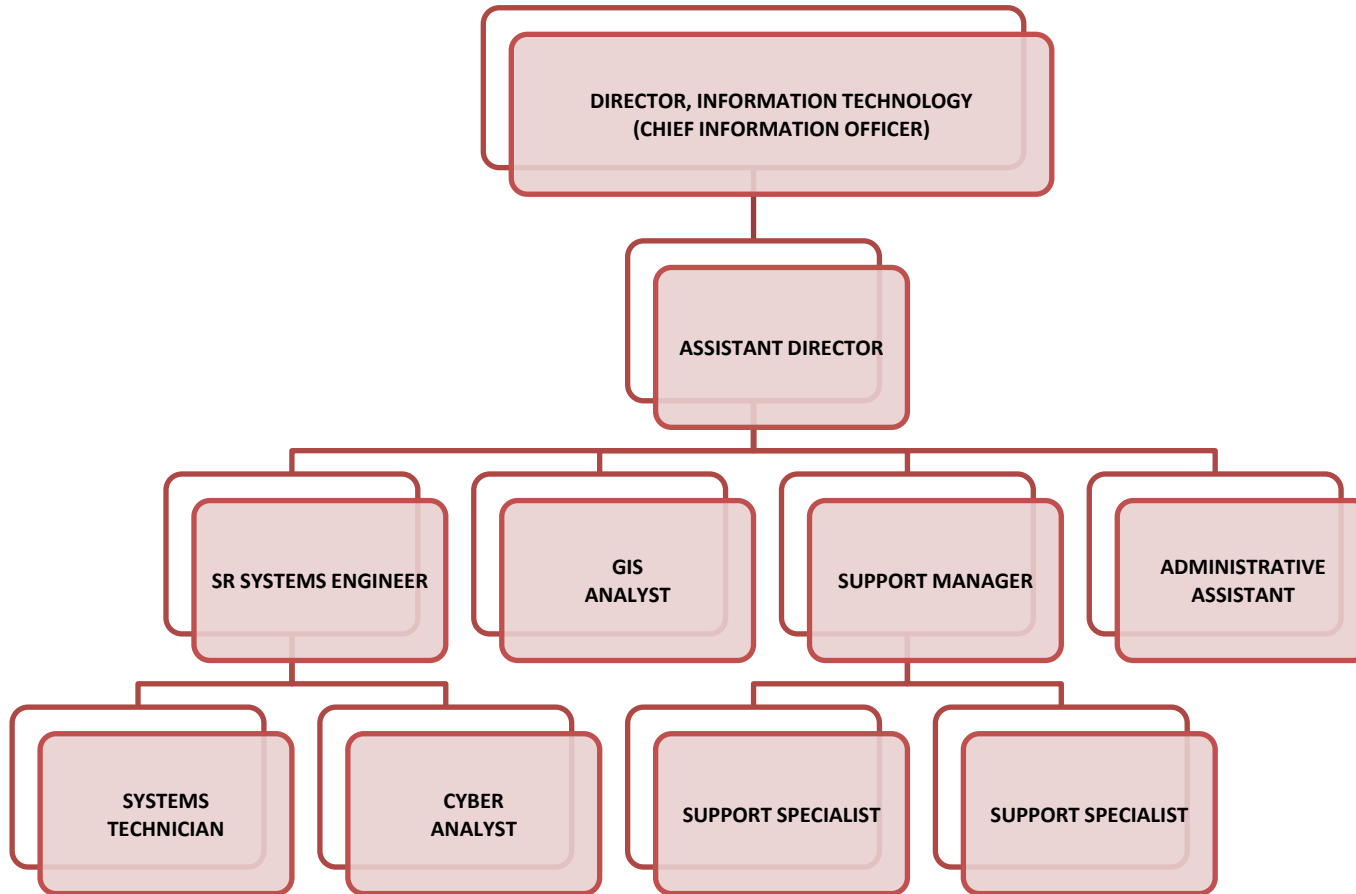 DIRECTOR, INFORMATION TECHNOLOGY
(CHIEF INFORMATION OFFICER)
ASSISTANT DIRECTOR
SR SYSTEMS ENGINEER
GIS
ANALYST
SUPPORT MANAGER
ADMINISTRATIVE
ASSISTANT
SYSTEMS
TECHNICIAN
CYBER
ANALYST
SUPPORT SPECIALIST
SUPPORT SPECIALIST